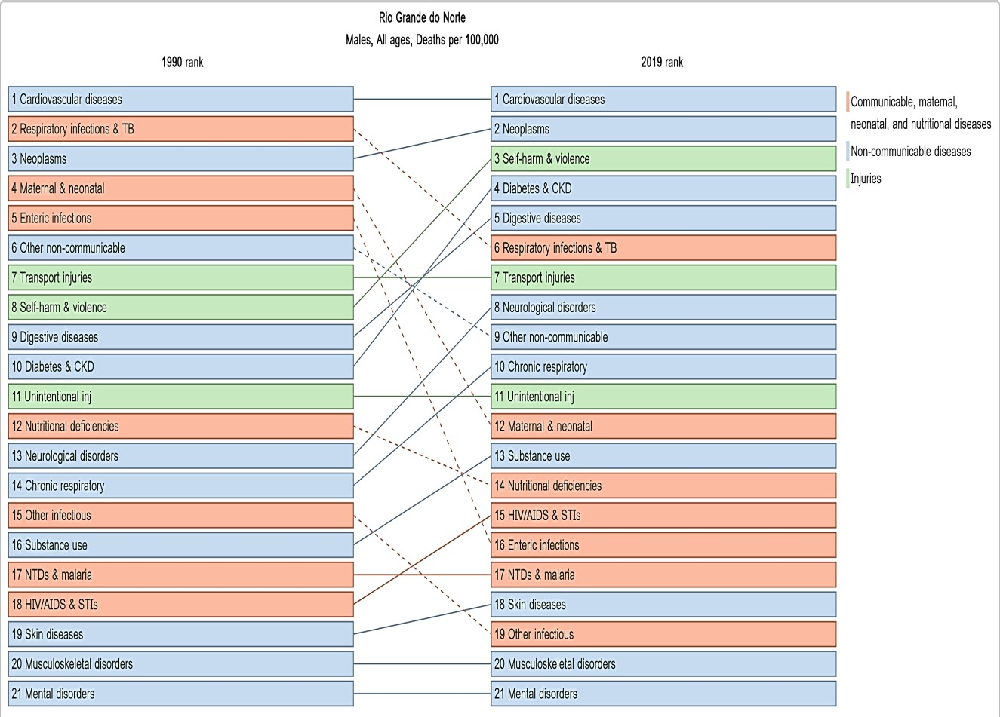 Rio Grande do Norte
Males, All ages, Deaths per 100,000
1990 rank
2019 rank
1 Cardiovascular diseases
2 Respiratory infections & TB
3 Neoplasms
4 Maternal & neonatal
5 Enteric infections
6 Other non-communicable
7 Transport injuries
8 Self-harm & violence
9 Digestive diseases
10 Diabetes & CKD
11 Unintentional inj
12 Nutritional deficiencies
13 Neurological disorders
14 Chronic respiratory
15 Other infectious
16 Substance use
17 NTDs & malaria
18 HIV/AIDS & STIs
19 Skin diseases
20 Musculoskeletal disorders
21 Mental disorders
1 Cardiovascular diseases
2 Neoplasms
3 Self-harm & violence
4 Diabetes & CKD
5 Digestive diseases
6 Respiratory infections & TB
7 Transport injuries
8 Neurological disorders
9 Other non-communicable
10 Chronic respiratory
11 Unintentional inj
12 Maternal & neonatal
13 Substance use
14 Nutritional deficiencies
15 HIV/AIDS & STIs
16 Enteric infections
17 NTDs & malaria
18 Skin diseases
19 Other infectious
20 Musculoskeletal disorders
21 Mental disorders
Communicable, maternal,
neonatal, and nutritional diseases
Non-communicable diseases
Injuries